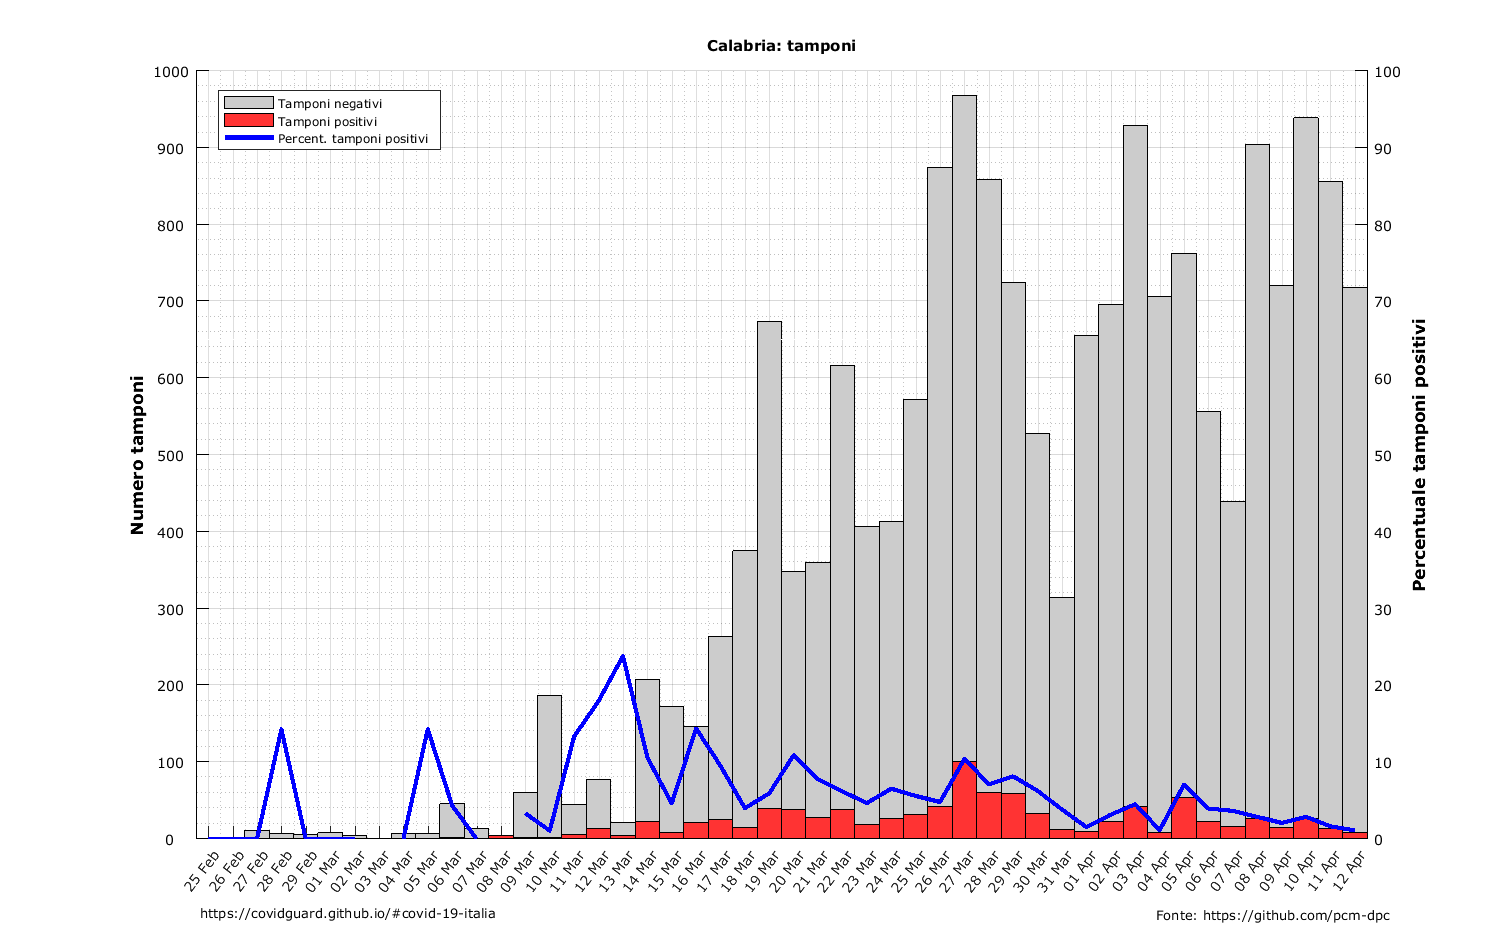 Calabria: tamponi
Tamponi negativi
Tamponi positivi
Percent. tamponi positivi
Numero tamponi
1000
900
800
700
600
500
400
300
200
100
0
Percentuale tamponi positivi
100
90
80
70
60
50
40
30
20
10
0
25 Feb
26 Feb
27 Feb
28 Feb
29 Feb
01 Mar
02 Mar
03 Mar
04 Mar
05 Mar
06 Mar
07 Mar
08 Mar
09 Mar
10 Mar
11 Mar
12 Mar
13 Mar
14 Mar
15 Mar
16 Mar
17 Mar
18 Mar
19 Mar
20 Mar
21 Mar
22 Mar
23 Mar
24 Mar
25 Mar
26 Mar
27 Mar
28 Mar
29 Mar
30 Mar
31 Mar
01 Apr
02 Apr
03 Apr
04 Apr
05 Apr
06 Apr
07 Apr
08 Apr
09 Apr
10 Apr
11 Apr
12 Apr
https://covidguard.github.io/#covid-19-italia
Fonte: https://github.com/pcm-dpc